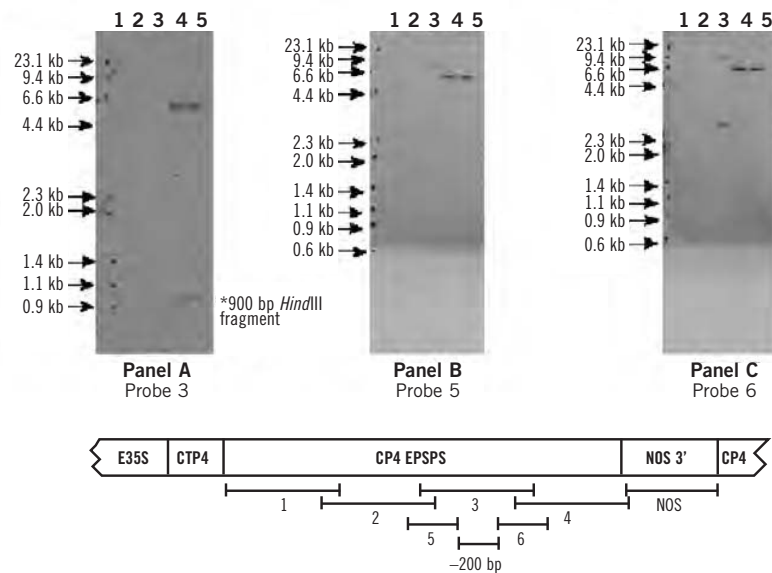 1 2 3 4 5
23.1 kb
9.4 kb
6.6 kb
4.4 kb
2.3 kb
2.0 kb
1.4 kb
1.1 kb
0.9 kb
*900 bp HindIII
fragment
Panel A
Probe 3
1 2 3 4 5
23.1 kb
9.4 kb
6.6 kb
4.4 kb
2.3 kb
2.0 kb
1.4 kb
1.1 kb
0.9 kb
0.6 kb
Panel B
Probe 5
1 2 3 4 5
23.1 kb
9.4 kb
6.6 kb
4.4 kb
2.3 kb
2.0 kb
1.4 kb
1.1 kb
0.9 kb
0.6 kb
Panel C
Probe 6
E35S CTP4 CP4 EPSPS NOS 3' CP4
1 3 NOS
2 4
5 6
–200 bp